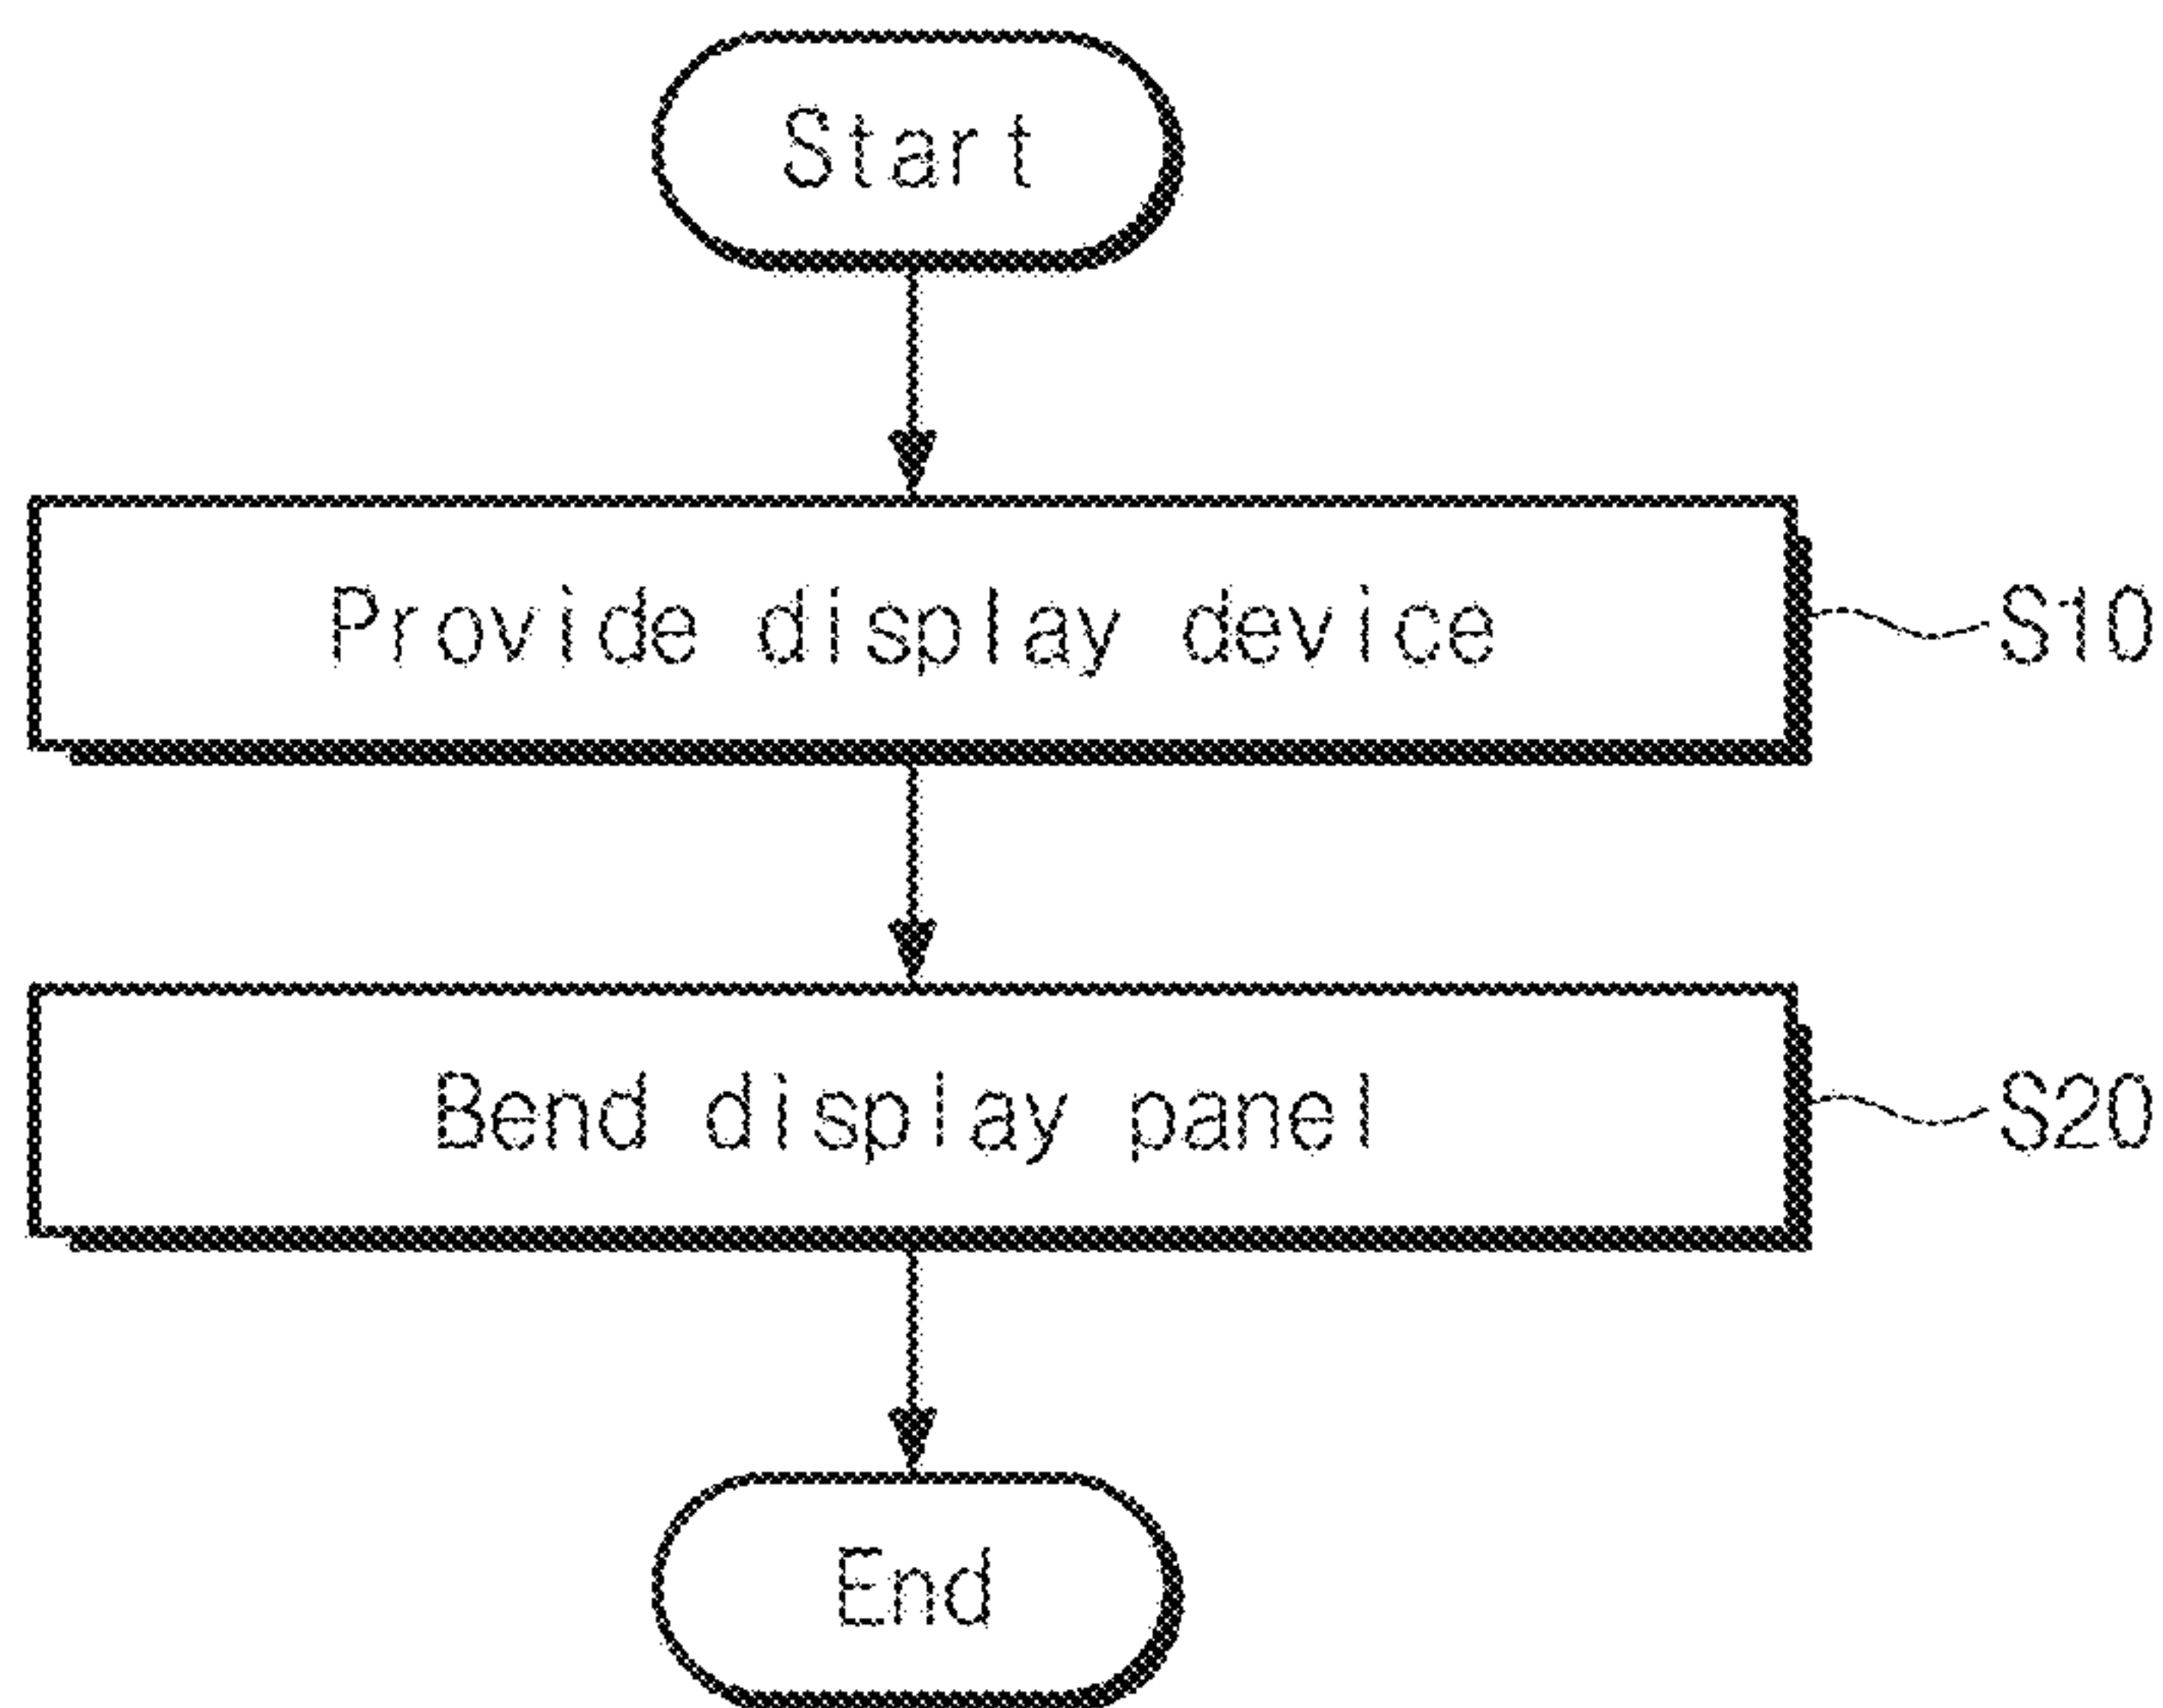 Start
Provide display device
S10
Bend display panel
S20
End